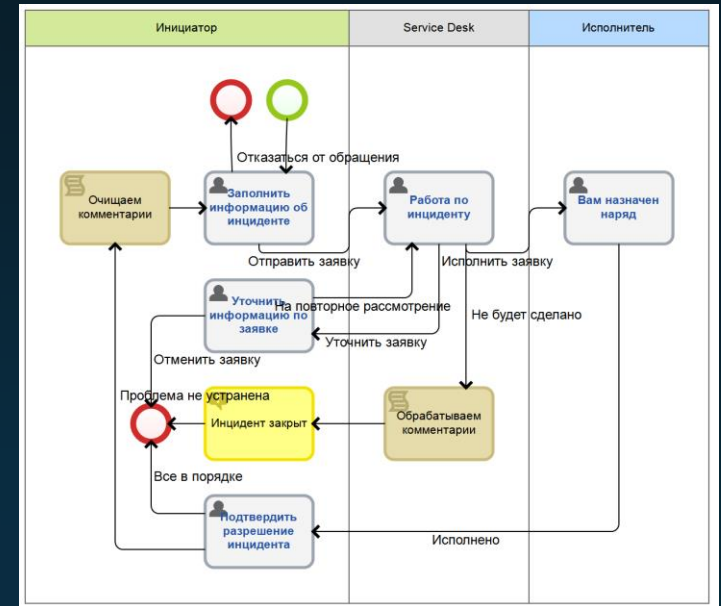 Инициатор
Service Desk
Исполнитель
Отказаться от обращения
Очищаем
комментарии
Заполнить
информацию об
инциденте
Работа по
инциденту
Вам назначен
наряд
Отправить заявку
Исполнить заявку
Уточнить
информацию по
заявке
На повторное рассмотрение
Не будет сделано
Уточнить заявку
Отменить заявку
Проблема не устранена
Инцидент закрыт
Обрабатываем
комментарии
Все в порядке
Подтвердить
разрешение
инцидента
Исполнено